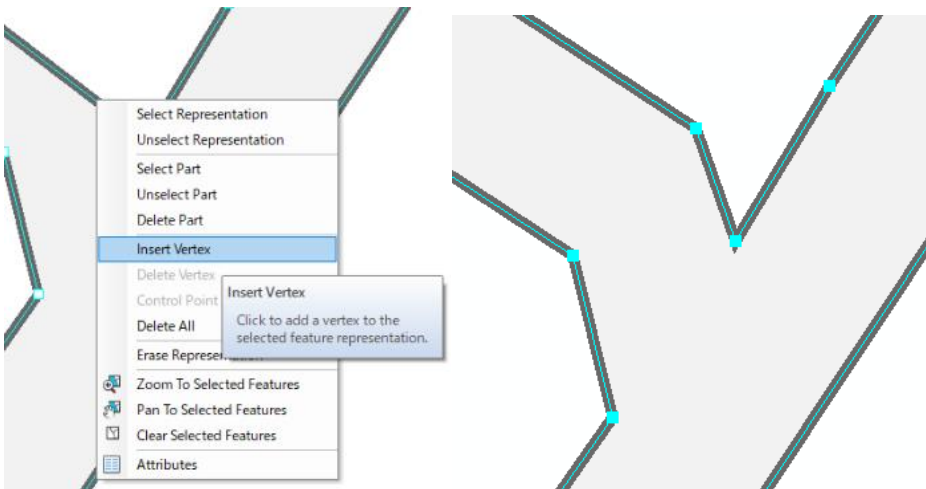 Select Representation
Unselect Representation
Select Part
Unselect Part
Delete Part
Insert Vertex
Delete Vertex
Control Point
Delete All
Erase
Zoom To Selected Features
Pan To Selected Features
Clear Selected Features
Attributes
Insert Vertex
Click to add a vertex to the
selected feature representation.